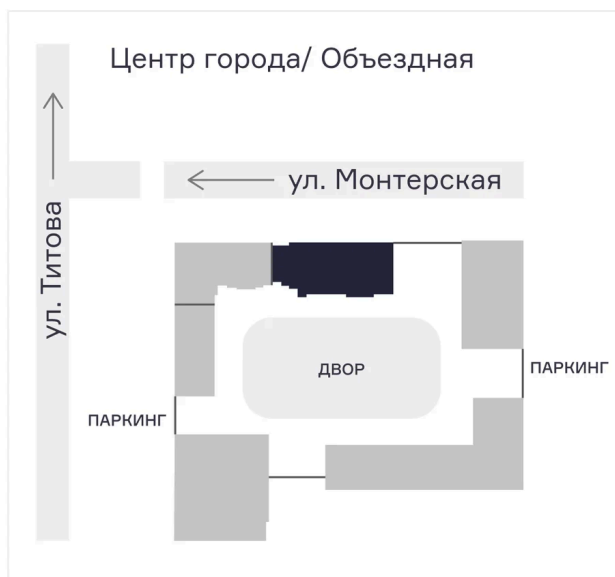 Центр города/ Объездная
ул. Монтерская
ул. Титова
ДВОР
ПАРКИНГ
ПАРКИНГ